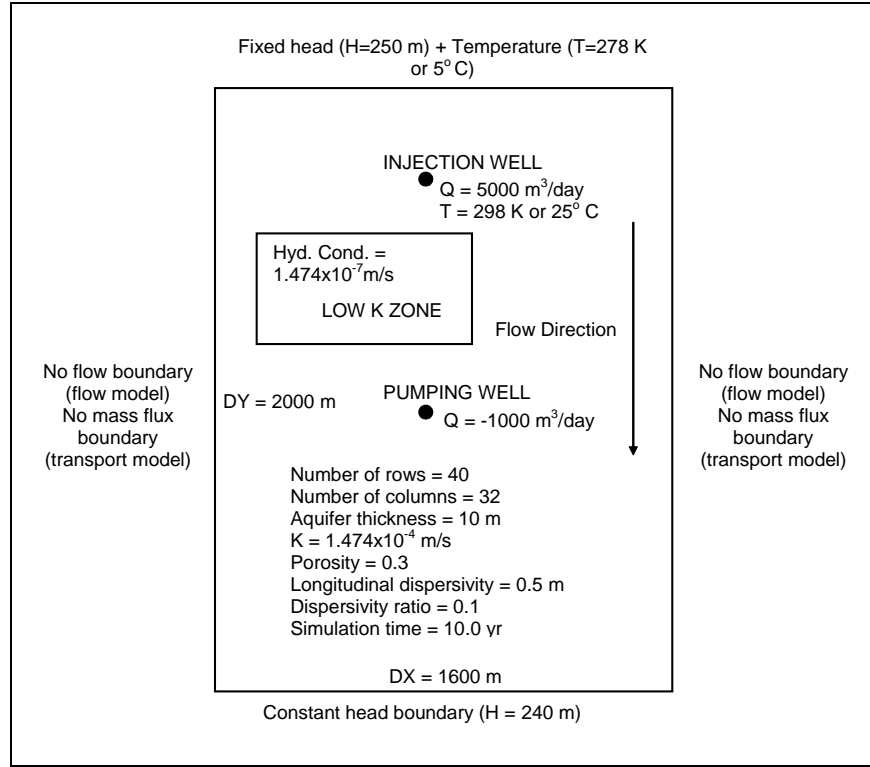 Fixed head (H=250 m) + Temperature (T=278 K
or 5° C)
INJECTION WELL
Q = 5000 m³/day
T = 298 K or 25° C
Hyd. Cond. =
1.474x10⁻⁷m/s
LOW K ZONE
Flow Direction
No flow boundary
(flow model)
No mass flux
boundary
(transport model)
DY = 2000 m
PUMPING WELL
Q = -1000 m³/day
No flow boundary
(flow model)
No mass flux
boundary
(transport model)
Number of rows = 40
Number of columns = 32
Aquifer thickness = 10 m
K = 1.474x10⁻⁴ m/s
Porosity = 0.3
Longitudinal dispersivity = 0.5 m
Dispersivity ratio = 0.1
Simulation time = 10.0 yr
DX = 1600 m
Constant head boundary (H = 240 m)